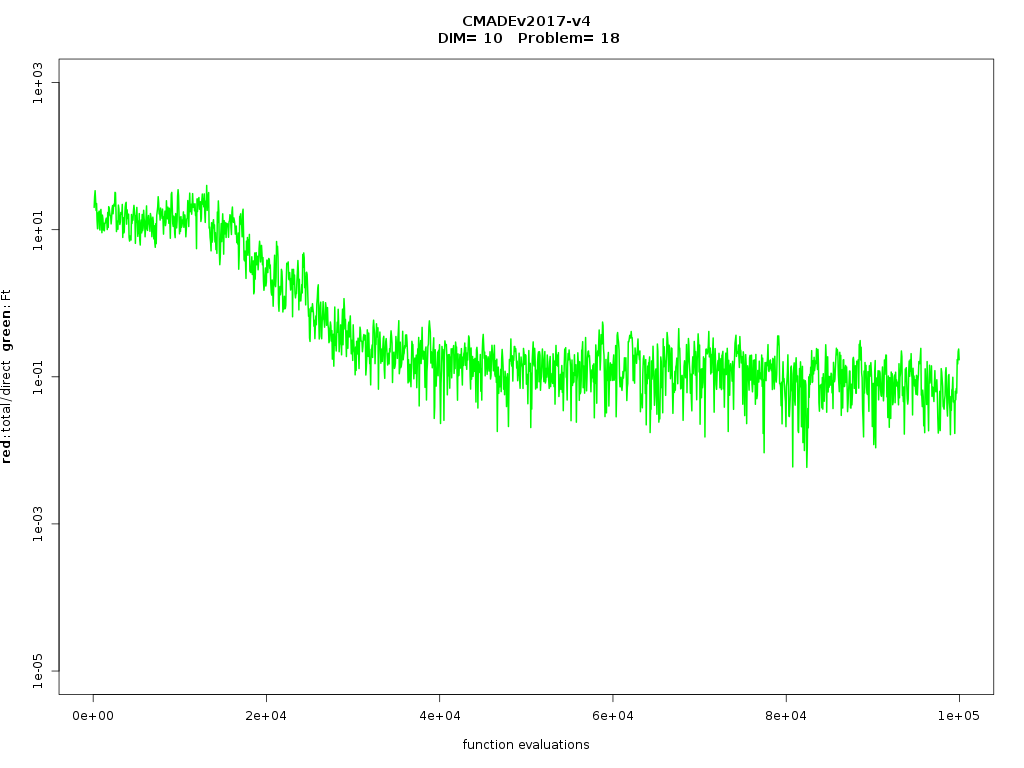 CMADEv2017-v4
DIM= 10 Problem= 18
1e+03
1e+01
1e-01
1e-03
1e-05
red: total/direct green: Ft
0e+00 2e+04 4e+04 6e+04 8e+04 1e+05
function evaluations